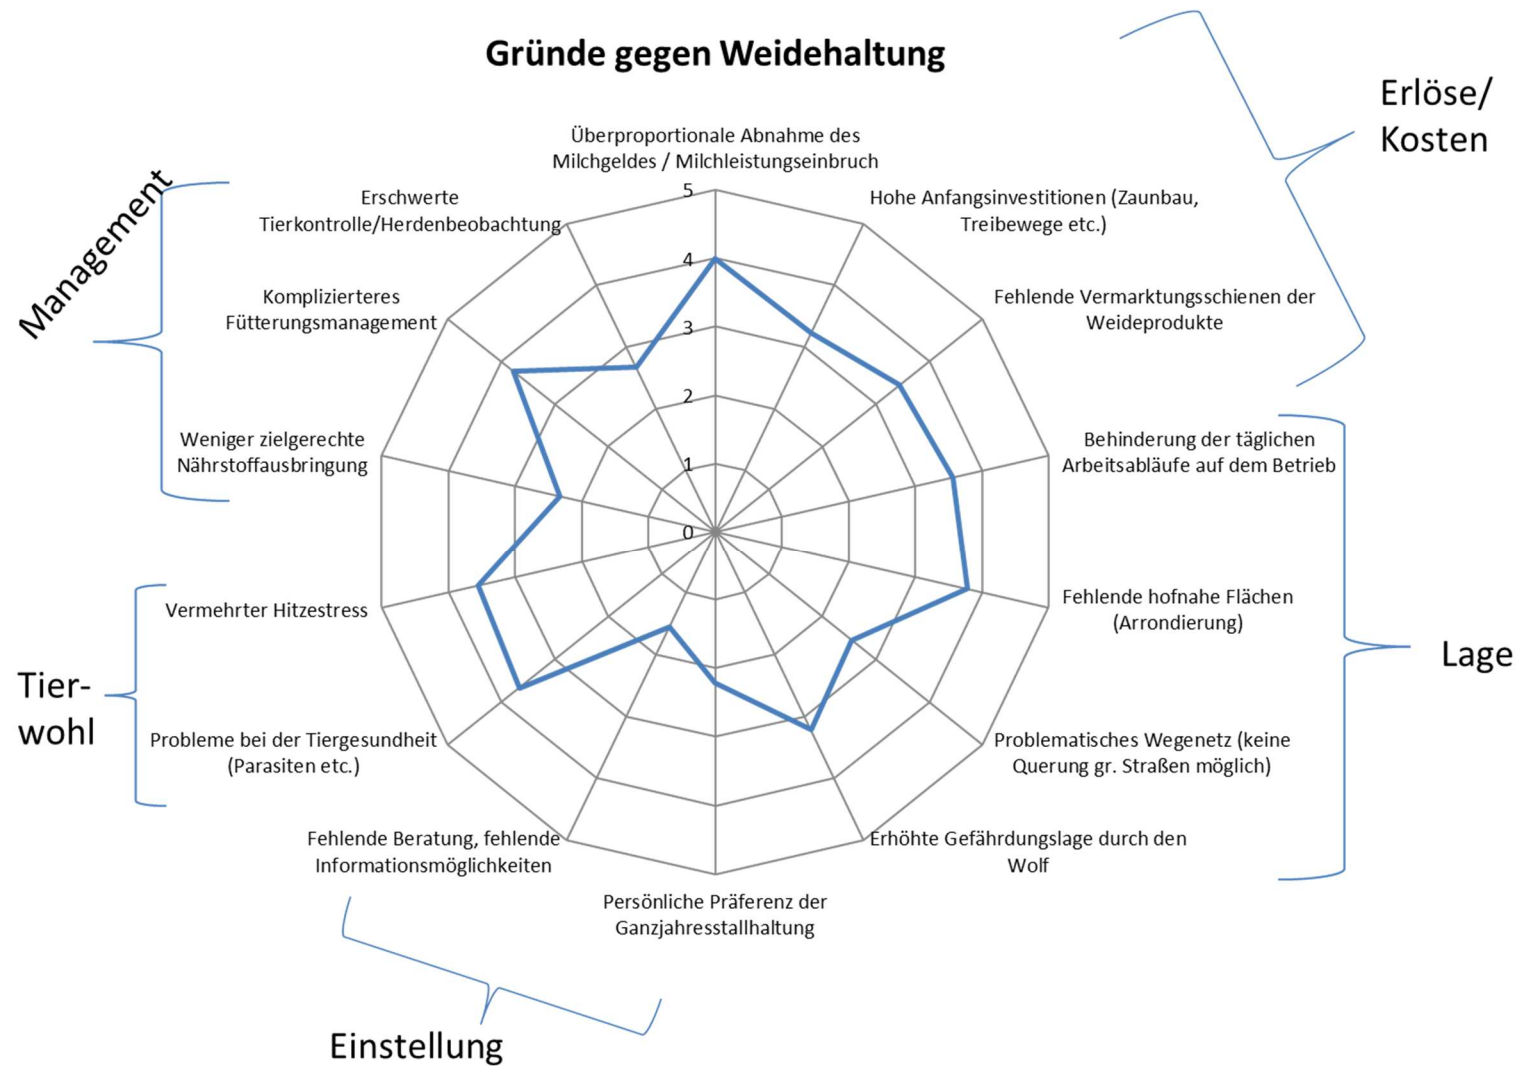 Gründe gegen Weidehaltung
Erlöse/
Kosten
Überproportionale Abnahme des
Milchgeldes / Milchleistungseinbruch
Hohe Anfangsinvestitionen (Zaunbau,
Treibewege etc.)
Fehlende Vermarktungsschienen der
Weideprodukte
Behinderung der täglichen
Arbeitsabläufe auf dem Betrieb
Fehlende hofnahe Flächen
(Arrondierung)
Lage
Problematisches Wegenetz (keine
Querung gr. Straßen möglich)
Erhöhte Gefährdungslage durch den
Wolf
Persönliche Präferenz der
Ganzjahresstallhaltung
Fehlende Beratung, fehlende
Informationsmöglichkeiten
Einstellung
Probleme bei der Tiergesundheit
(Parasiten etc.)
Vermehrter Hitzestress
Tier-
wohl
Weniger zielgerechte
Nährstoffausbringung
Komplizierteres
Fütterungsmanagement
Erschwerte
Tierkontrolle/Herdenbeobachtung
Management
5
4
3
2
1
0